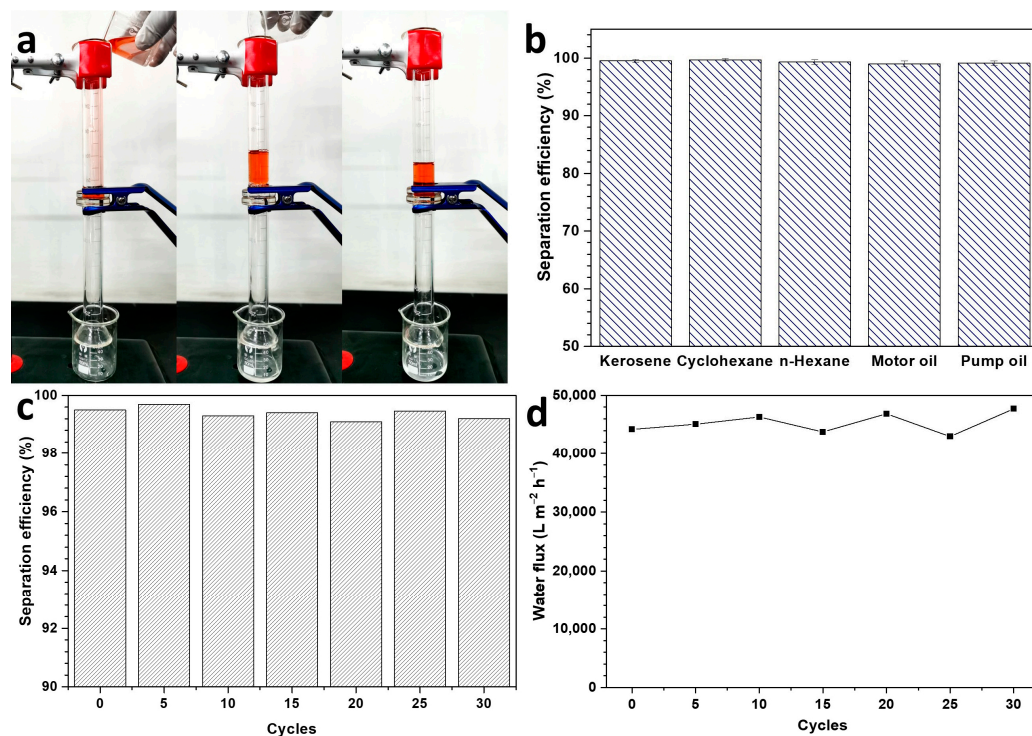 a
b
Separation efficiency (%)
100
90
80
70
60
50
Kerosene Cyclohexane n-Hexane Motor oil Pump oil
c
Separation efficiency (%)
100
98
96
94
92
90
0 5 10 15 20 25 30
Cycles
d
Water flux (L m⁻² h⁻¹)
50,000
40,000
30,000
20,000
10,000
0
0 5 10 15 20 25 30
Cycles